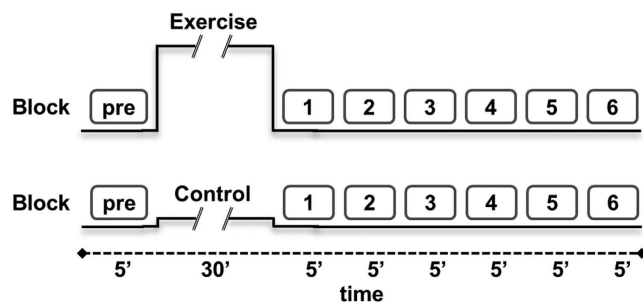 Exercise
Block pre 1 2 3 4 5 6
Control
Block pre 1 2 3 4 5 6
5’ 30’ 5’ 5’ 5’ 5’ 5’ 5’
time